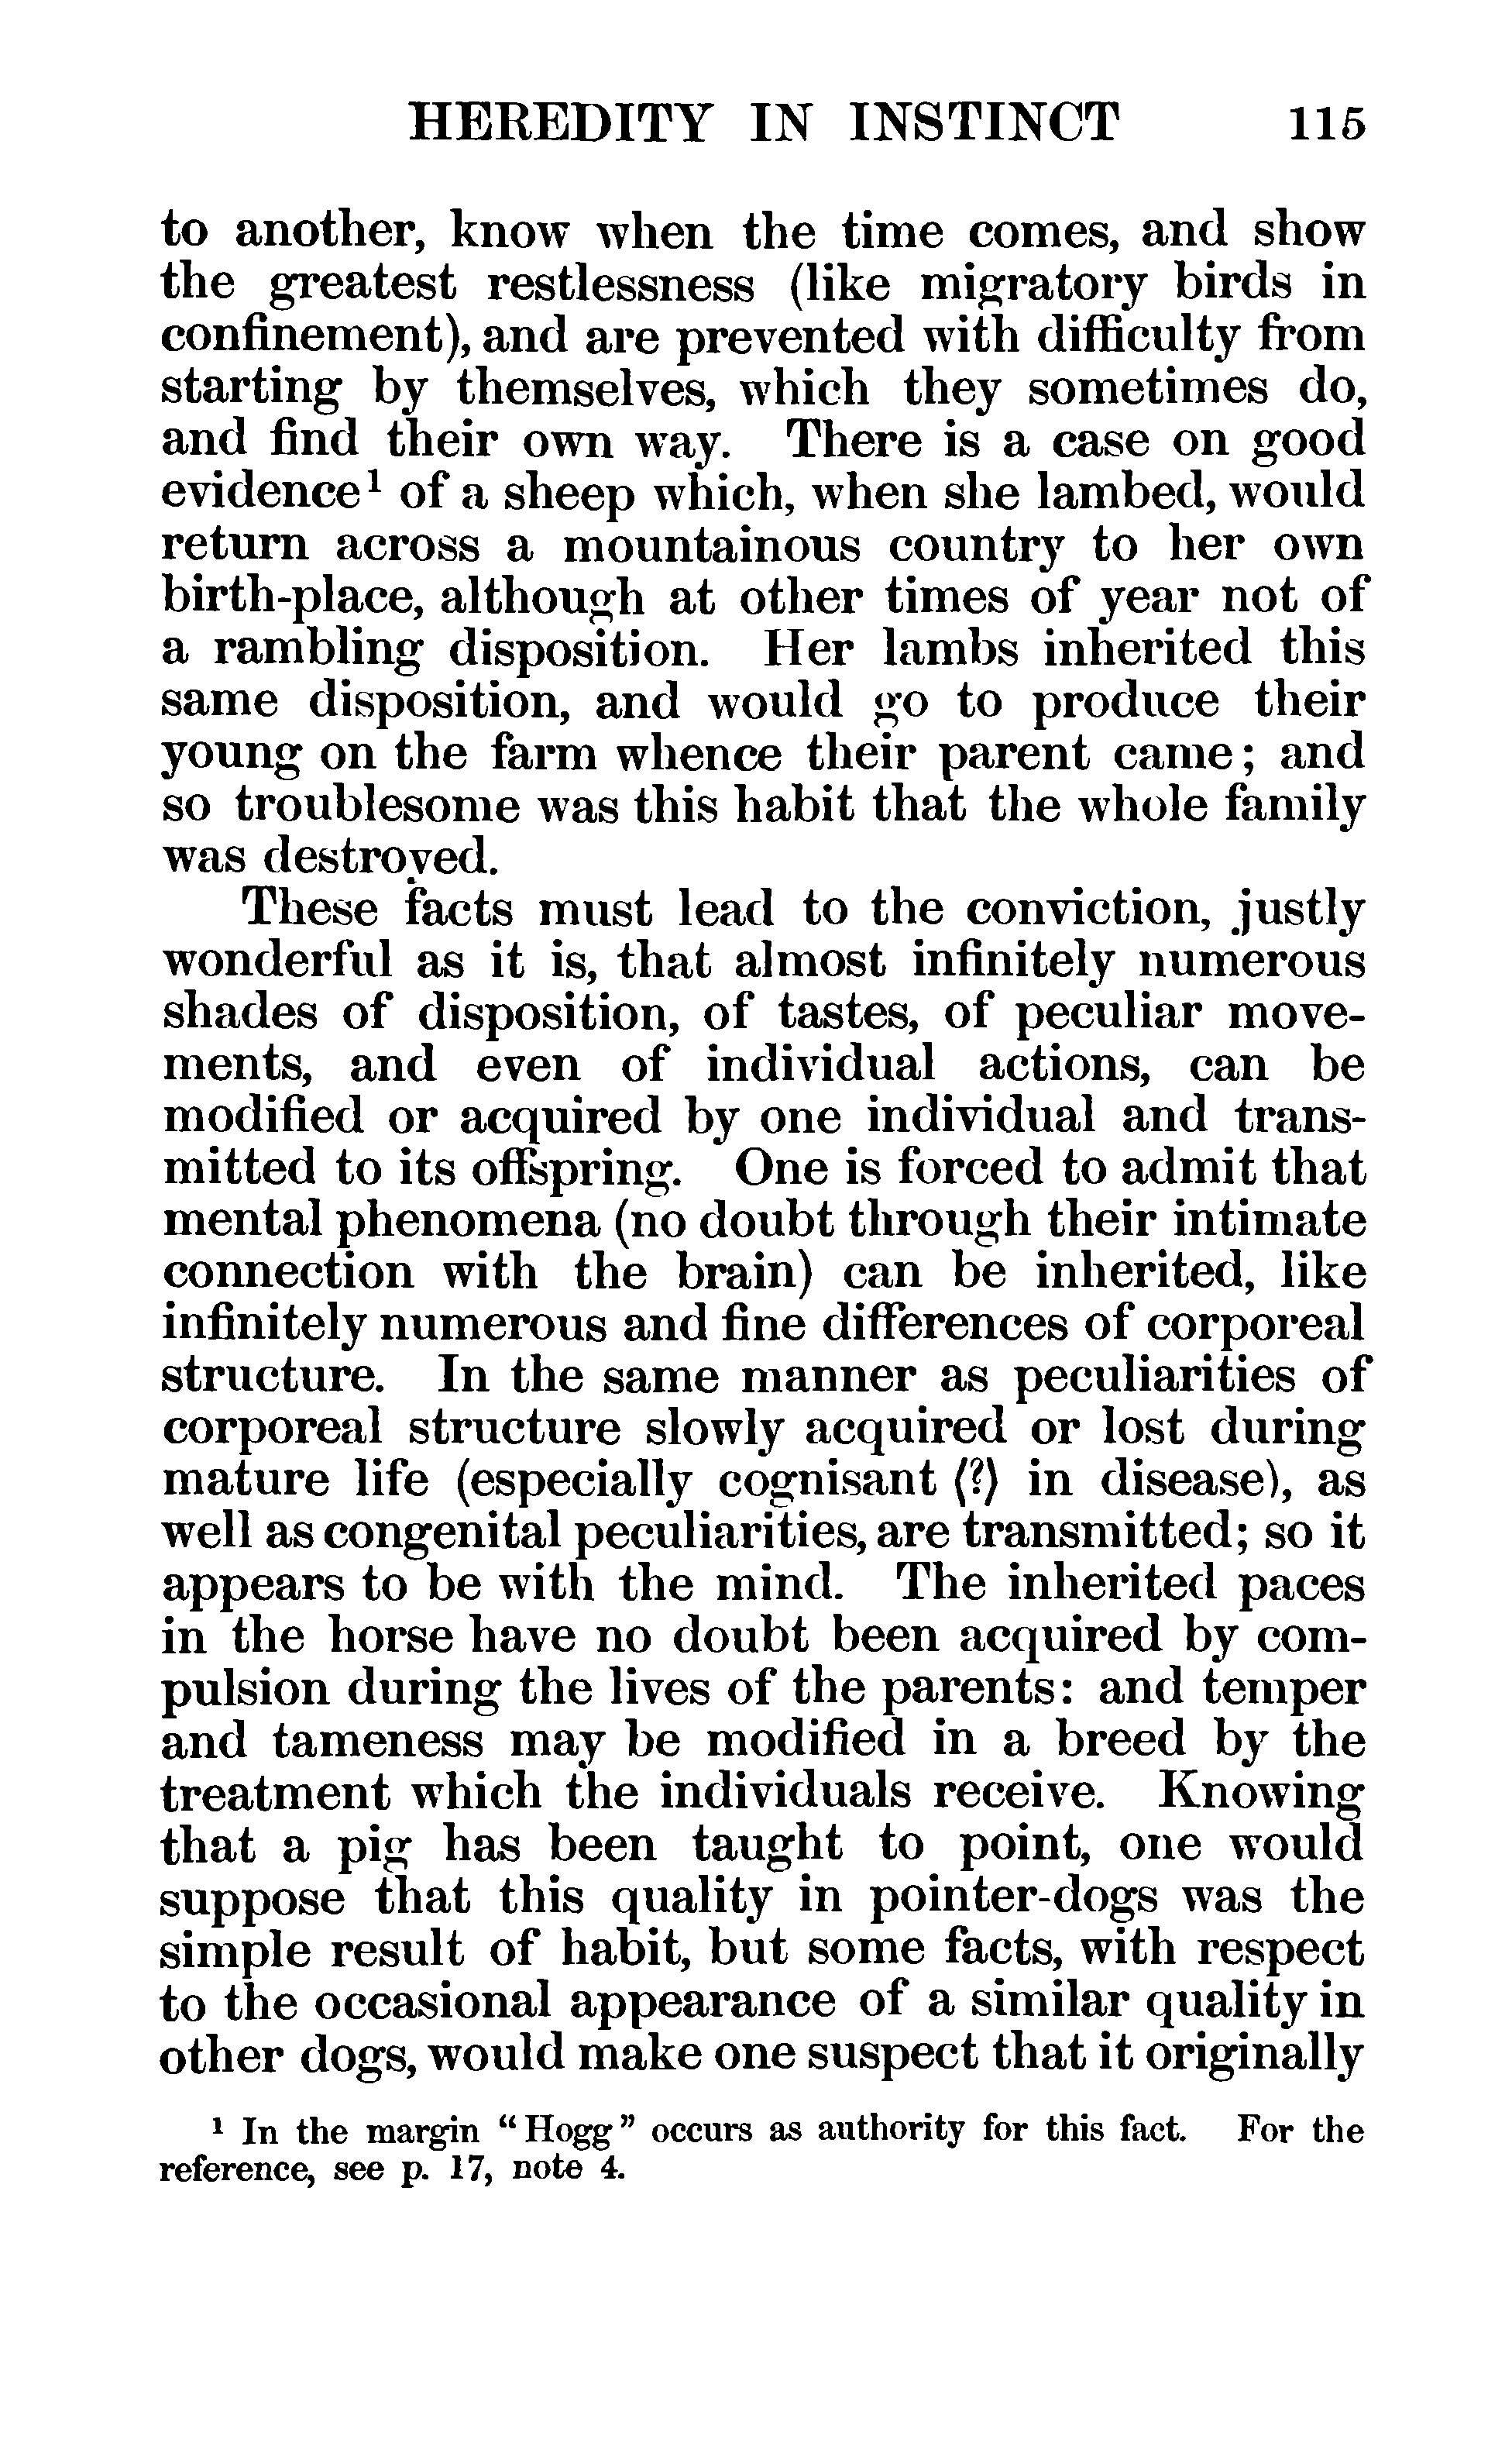 HEREDITY IN INSTINCT 115
to another, know when the time comes, and show
the greatest restlessness (like migratory birds in
confinement), and are prevented with difficulty from
starting by themselves, which they sometimes do,
and find their own way. There is a case on good
evidence¹ of a sheep which, when she lambed, would
return across a mountainous country to her own
birth-place, although at other times of year not of
a rambling disposition. Her lambs inherited this
same disposition, and would go to produce their
young on the farm whence their parent came; and
so troublesome was this habit that the whole family
was destroyed.
These facts must lead to the conviction, justly
wonderful as it is, that almost infinitely numerous
shades of disposition, of tastes, of peculiar move-
ments, and even of individual actions, can be
modified or acquired by one individual and trans-
mitted to its offspring. One is forced to admit that
mental phenomena (no doubt through their intimate
connection with the brain) can be inherited, like
infinitely numerous and fine differences of corporeal
structure. In the same manner as peculiarities of
corporeal structure slowly acquired or lost during
mature life (especially cognisant (?) in disease), as
well as congenital peculiarities, are transmitted; so it
appears to be with the mind. The inherited paces
in the horse have no doubt been acquired by com-
pulsion during the lives of the parents: and temper
and tameness may be modified in a breed by the
treatment which the individuals receive. Knowing
that a pig has been taught to point, one would
suppose that this quality in pointer-dogs was the
simple result of habit, but some facts, with respect
to the occasional appearance of a similar quality in
other dogs, would make one suspect that it originally
¹ In the margin "Hogg" occurs as authority for this fact. For the
reference, see p. 17, note 4.